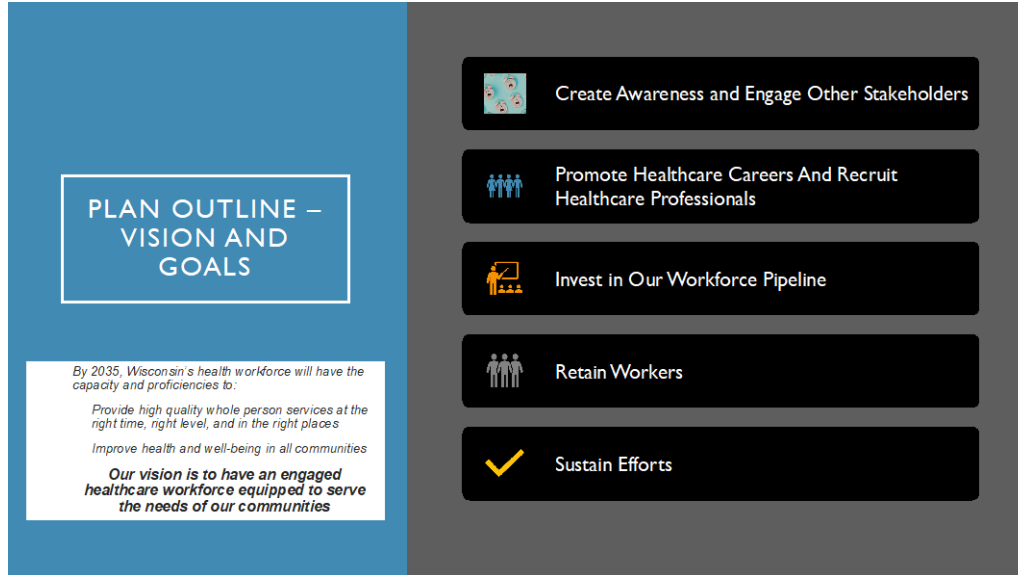 PLAN OUTLINE –
VISION AND
GOALS
By 2035, Wisconsin's health workforce will have the
capacity and proficiencies to:
Provide high quality whole person services at the
right time, right level, and in the right places
Improve health and well-being in all communities
Our vision is to have an engaged
healthcare workforce equipped to serve
the needs of our communities
Create Awareness and Engage Other Stakeholders
Promote Healthcare Careers And Recruit
Healthcare Professionals
Invest in Our Workforce Pipeline
Retain Workers
Sustain Efforts